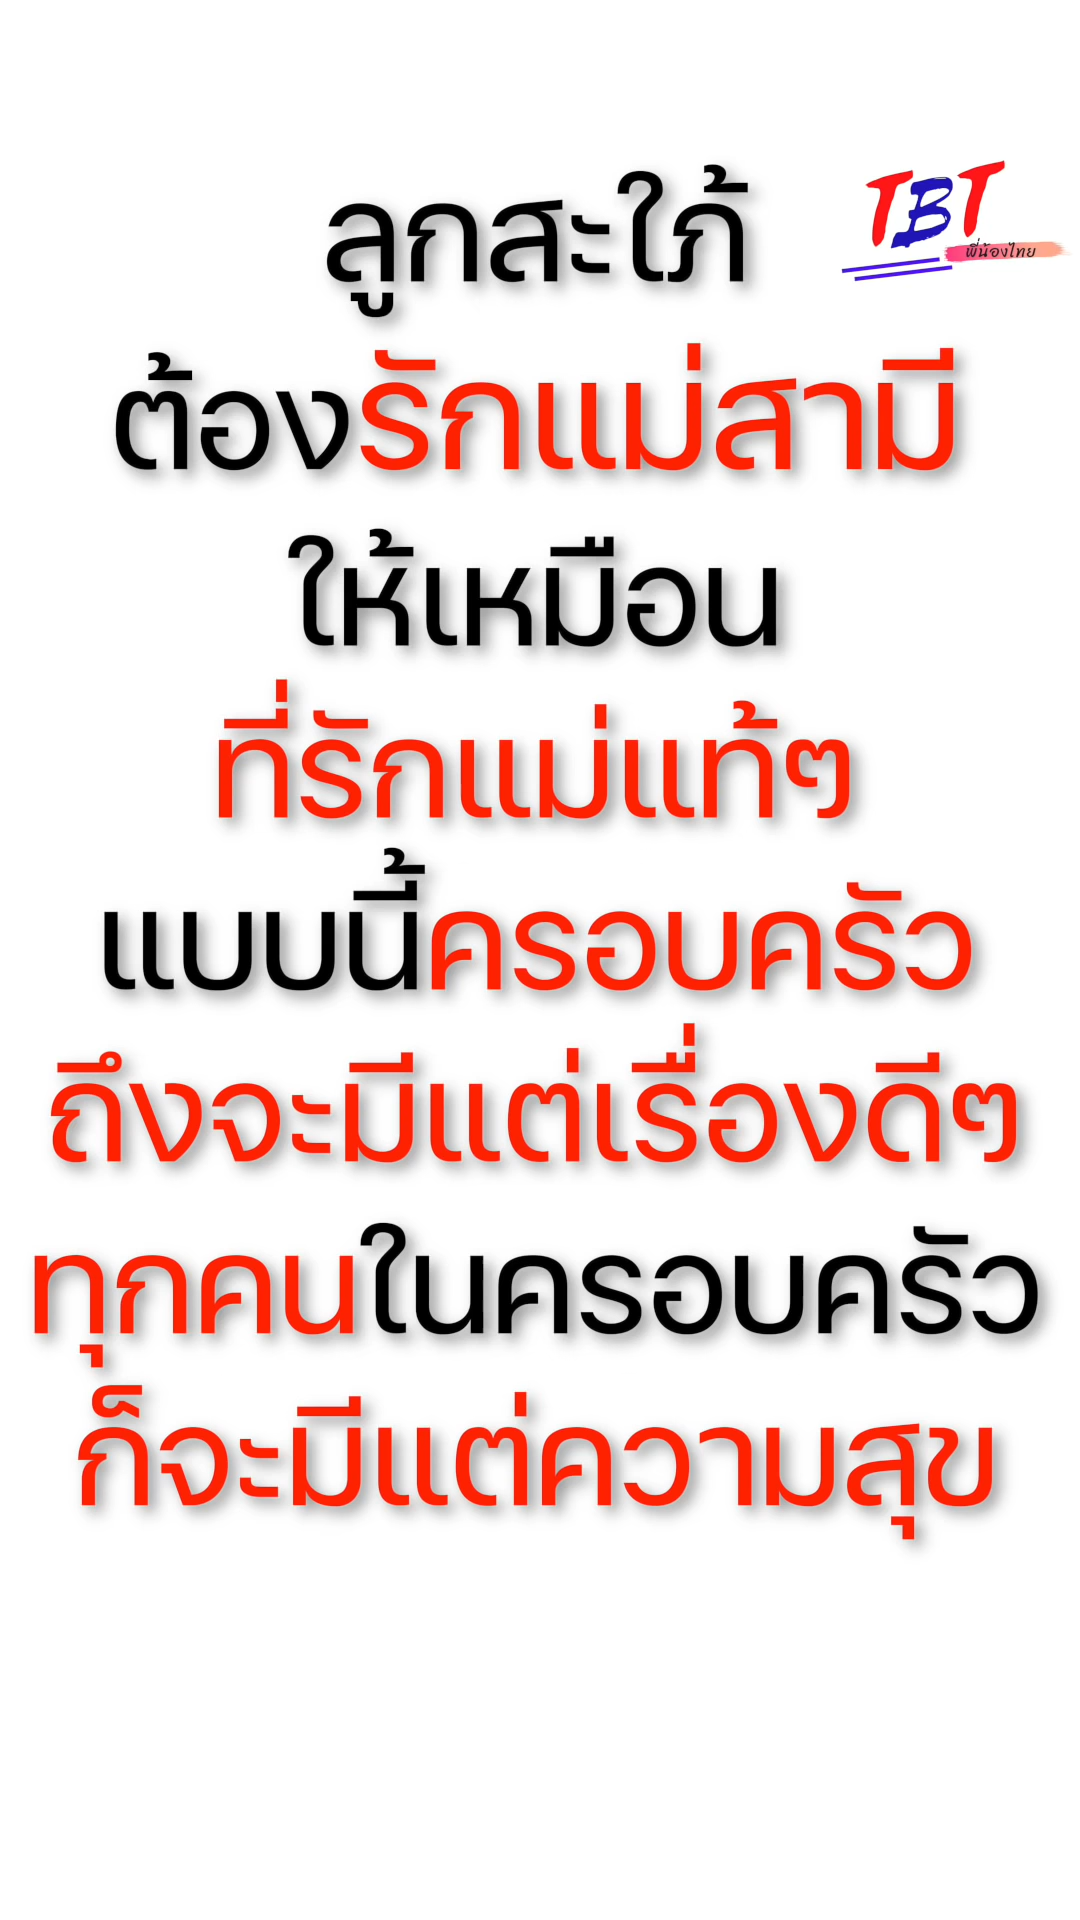 ลูกสะใภ้
TBT
พี่น้องไทย
ต้องรักแม่สามี
ให้เหมือน
ที่รักแม่แท้ๆ
แบบนี้ครอบครัว
ถึงจะมีแต่เรื่องดีๆ
ทุกคนในครอบครัว
ก็จะมีแต่ความสุข